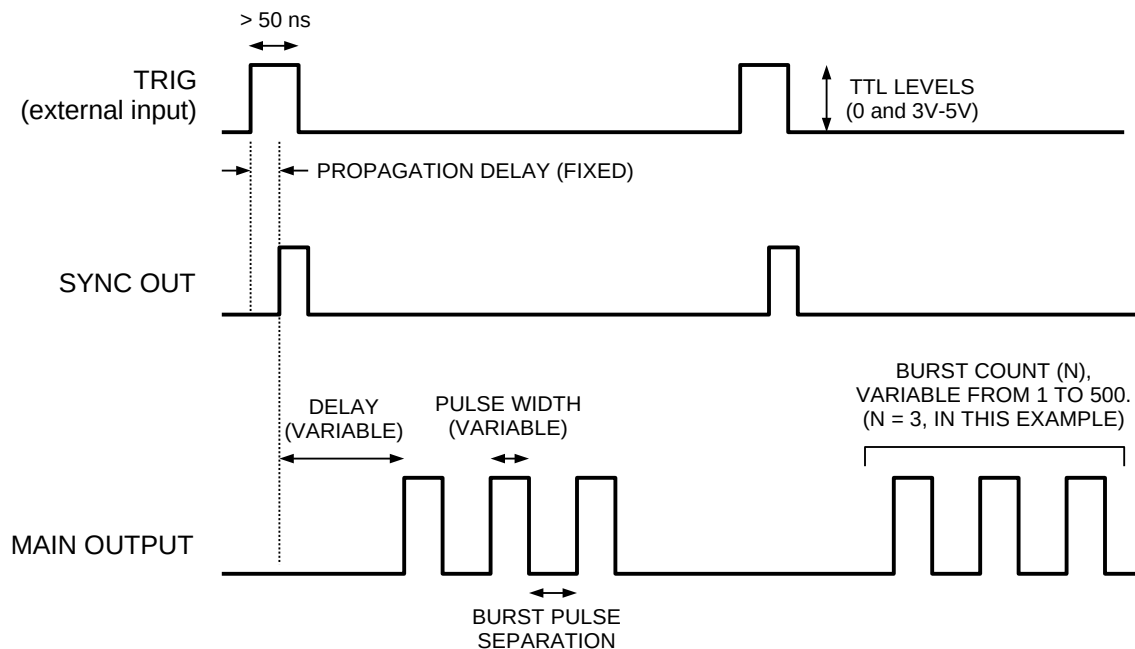 > 50 ns
TRIG
(external input)
TTL LEVELS
(0 and 3V-5V)
PROPAGATION DELAY (FIXED)
SYNC OUT
BURST COUNT (N),
VARIABLE FROM 1 TO 500.
(N = 3, IN THIS EXAMPLE)
DELAY
(VARIABLE)
PULSE WIDTH
(VARIABLE)
MAIN OUTPUT
BURST PULSE
SEPARATION